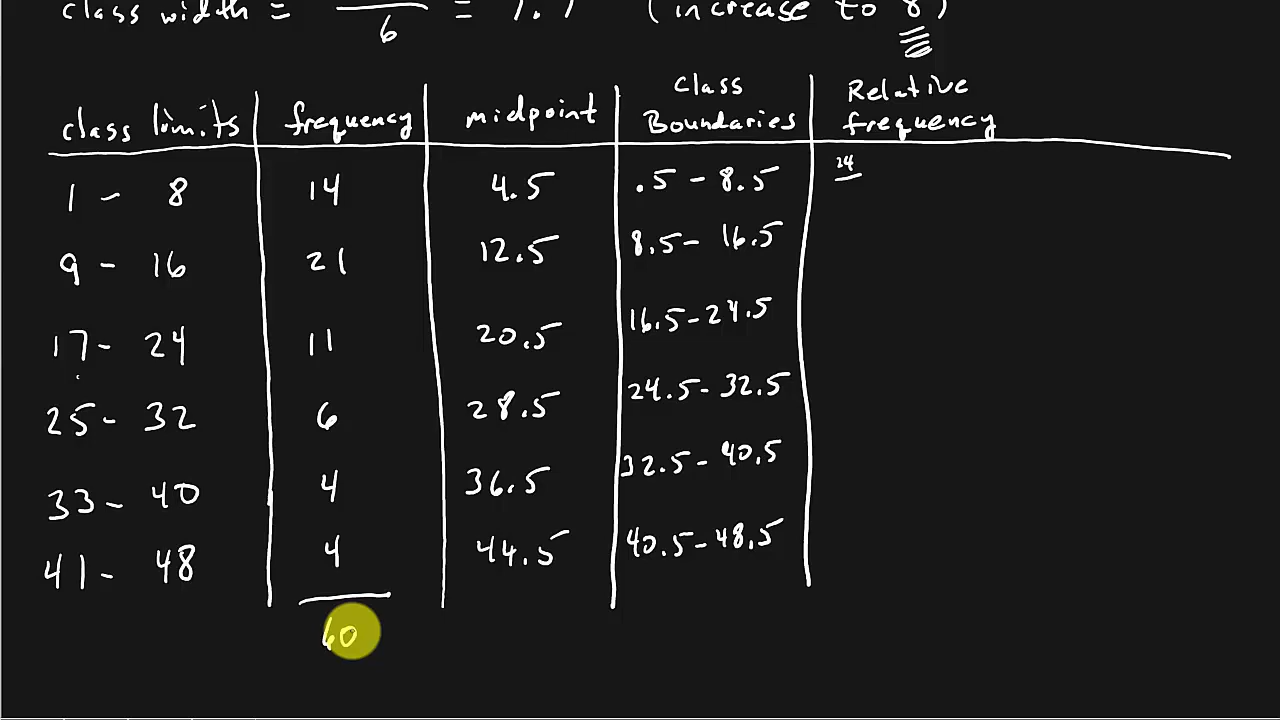 class width = 6 = 7. (increase to 8)
class limits frequency midpoint Class Boundaries Relative frequency
1 - 8 14 4.5 .5 - 8.5 14
9 - 16 21 12.5 8.5 - 16.5
17 - 24 11 20.5 16.5 - 24.5
25 - 32 6 28.5 24.5 - 32.5
33 - 40 4 36.5 32.5 - 40.5
41 - 48 4 44.5 40.5 - 48.5
60